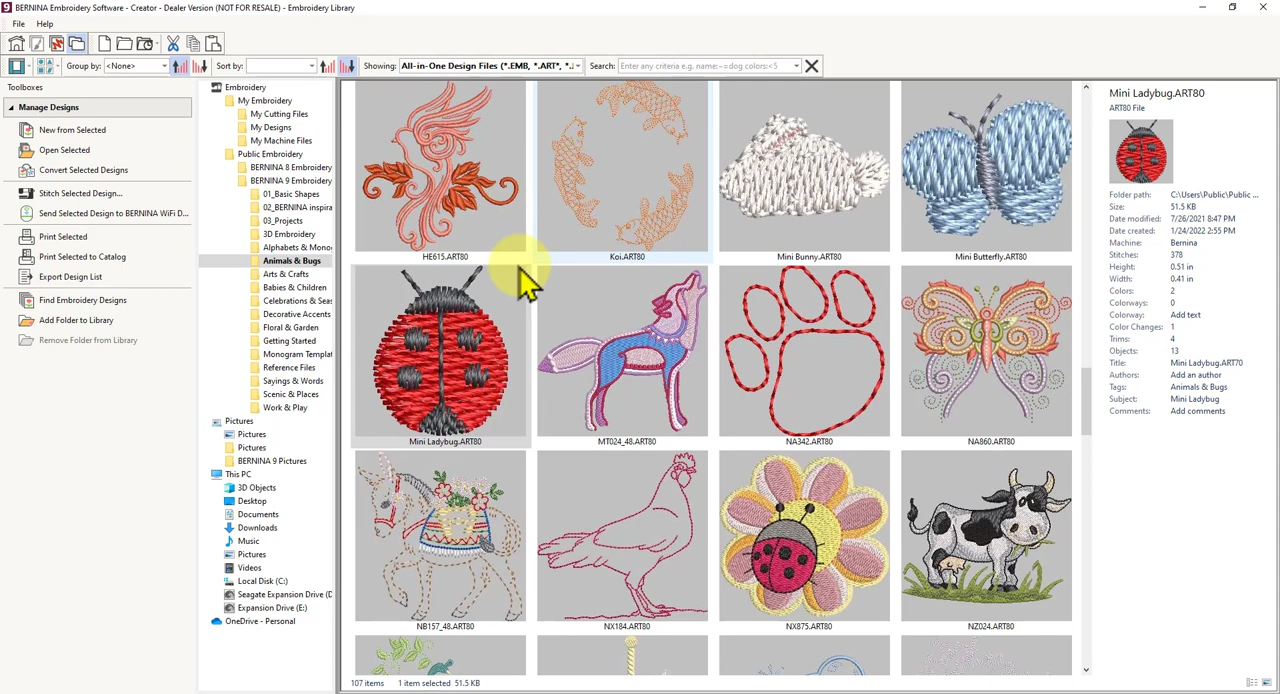 9 BERNINA Embroidery Software - Creator - Dealer Version (NOT FOR RESALE) - Embroidery Library
File Help
Group by: <None> Sort by: Showing: All-in-One Design Files (*.EMB, *.ART*, *. Search: Enter any criteria e.g. name:~=dog colors:<5
Toolboxes
Manage Designs
New from Selected
Open Selected
Convert Selected Designs
Stitch Selected Design...
Send Selected Design to BERNINA WiFi D...
Print Selected
Print Selected to Catalog
Export Design List
Find Embroidery Designs
Add Folder to Library
Remove Folder from Library
Embroidery
My Embroidery
My Cutting Files
My Designs
My Machine Files
Public Embroidery
BERNINA 8 Embroidery
BERNINA 9 Embroidery
01_Basic Shapes
02_BERNINA inspira
03_Projects
3D Embroidery
Alphabets & Mono
Animals & Bugs
Arts & Crafts
Babies & Children
Celebrations & Seas
Decorative Accents
Floral & Garden
Getting Started
Monogram Templat
Reference Files
Sayings & Words
Scenic & Places
Work & Play
Pictures
Pictures
Pictures
BERNINA 9 Pictures
This PC
3D Objects
Desktop
Documents
Downloads
Music
Pictures
Videos
Local Disk (C:)
Seagate Expansion Drive (D
Expansion Drive (E:)
OneDrive - Personal
HE615.ART80 Koi.ART80 Mini Bunny.ART80 Mini Butterfly.ART80
Mini Ladybug.ART80 MT024_48.ART80 NA342.ART80 NA860.ART80
NB157_48.ART80 NX184.ART80 NX875.ART80 NZ024.ART80
107 items 1 item selected 51.5 KB
Mini Ladybug.ART80
ART80 File
Folder path: C:\Users\Public\Public ...
Size: 51.5 KB
Date modified: 7/26/2021 8:47 PM
Date created: 1/24/2022 2:55 PM
Machine: Bernina
Stitches: 378
Height: 0.51 in
Width: 0.41 in
Colors: 2
Colorways: 0
Colorway: Add text
Color Changes: 1
Trims: 4
Objects: 13
Title: Mini Ladybug.ART70
Authors: Add an author
Tags: Animals & Bugs
Subject: Mini Ladybug
Comments: Add comments